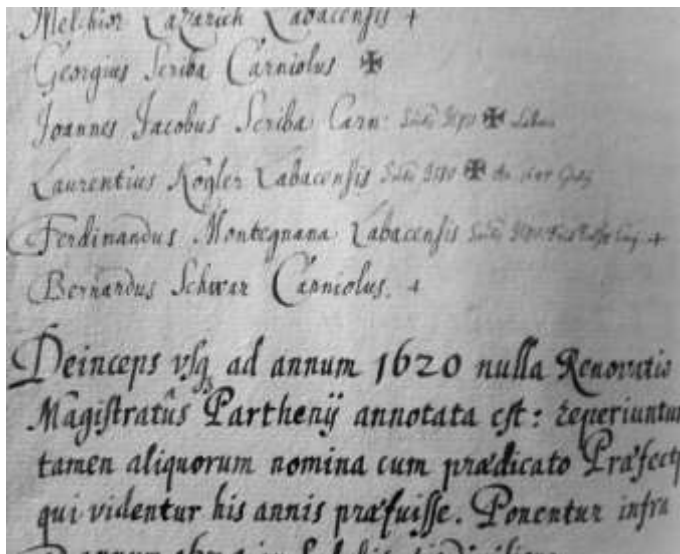 Melchior Lazarich Labacensis +
Georgius Scriba Carniolus ✠
Joannes Jacobus Scriba Carn: ✠
Laurentius Kogler Labacensis ✠
Ferdinandus Montegnana Labacensis +
Bernardus Schwar Carniolus. +
Deinceps vsq ad annum 1620 nulla Renovatio
Magistratûs Parthenij annotata est: reperiuntur
tamen aliquorum nomina cum prædicato Præfect
qui videntur his annis præfuisse. Ponentur infra